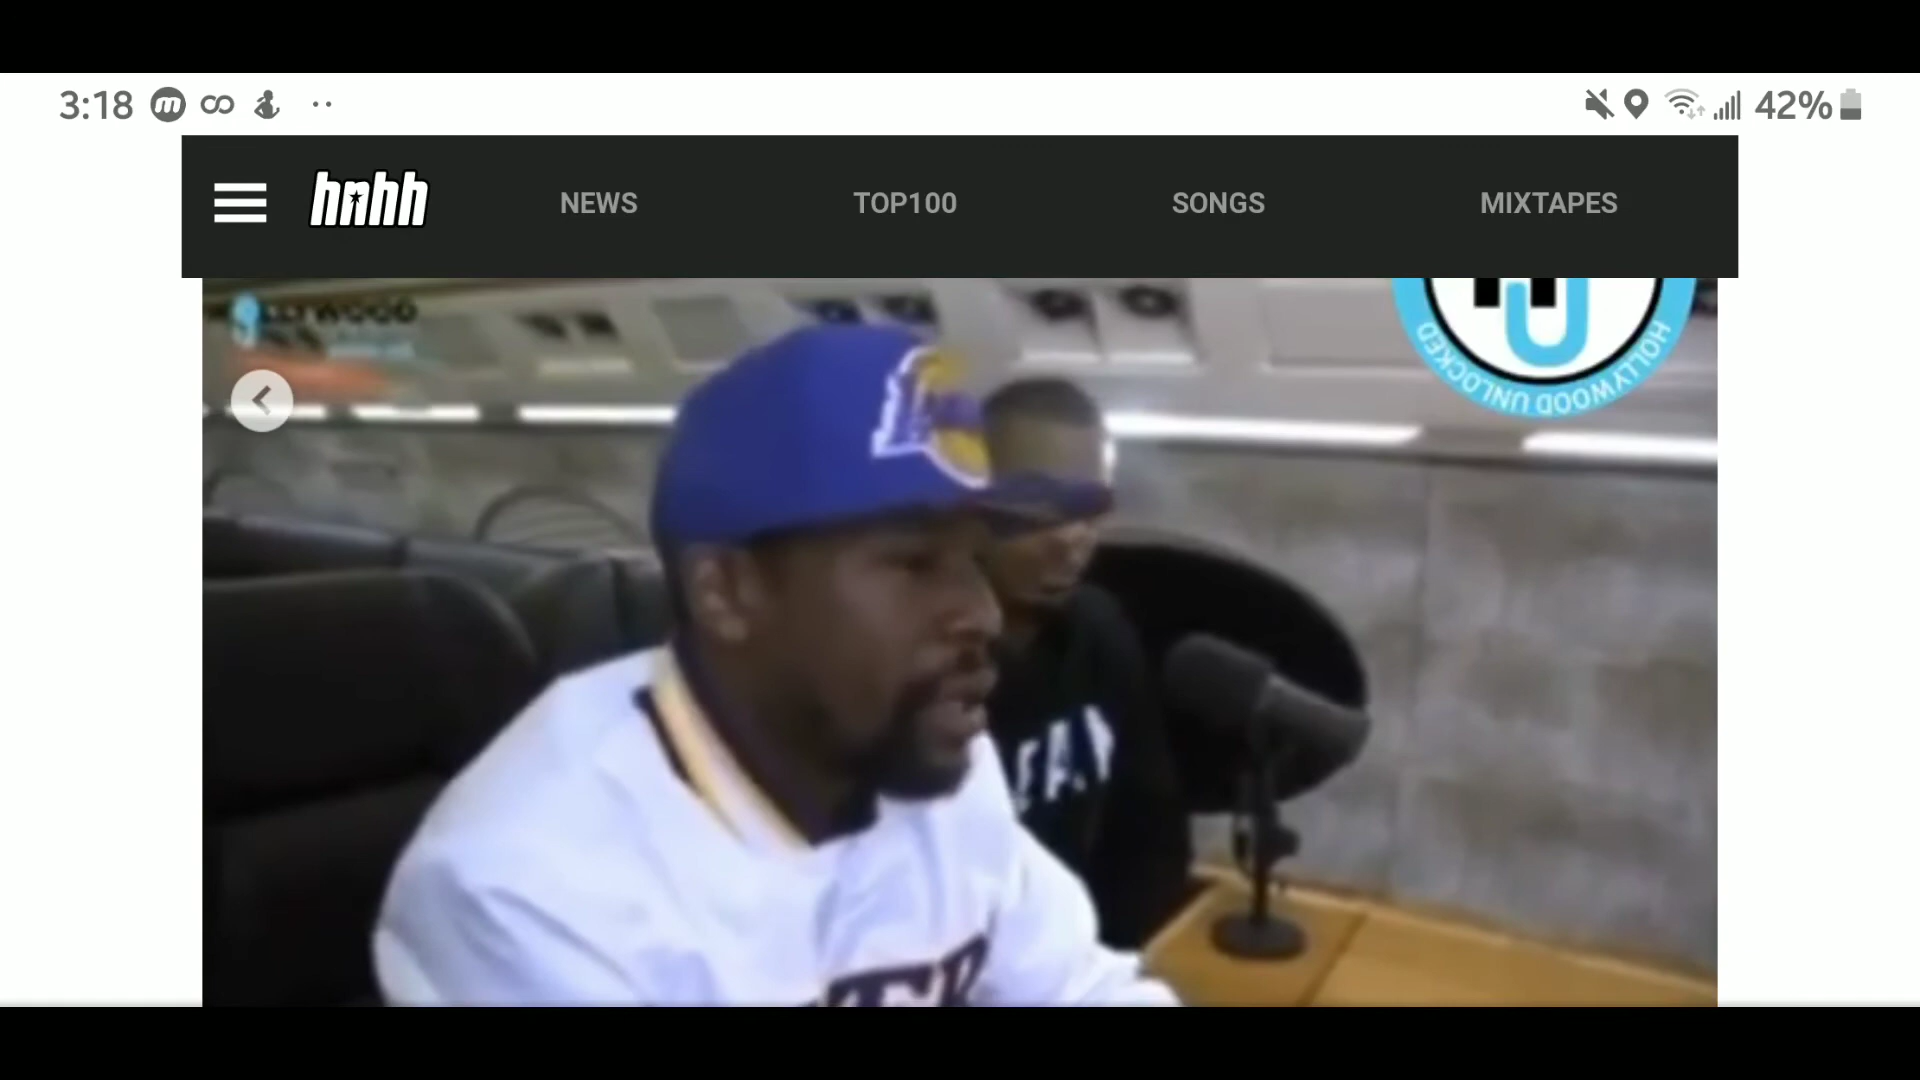 3:18
42%
hnhh
NEWS TOP100 SONGS MIXTAPES
HOLLYWOOD UNLOCKED